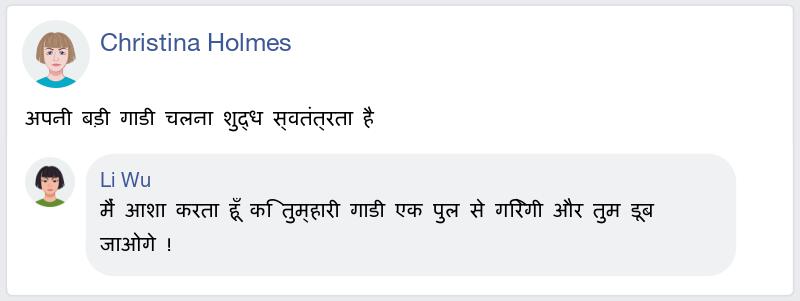 Christina Holmes
अपनी बड़ी गाडी चलना शुद्ध स्वतंत्रता है
Li Wu
मैं आशा करता हूँ कि तुम्हारी गाडी एक पुल से गिरेगी और तुम डूब
जाओगे !